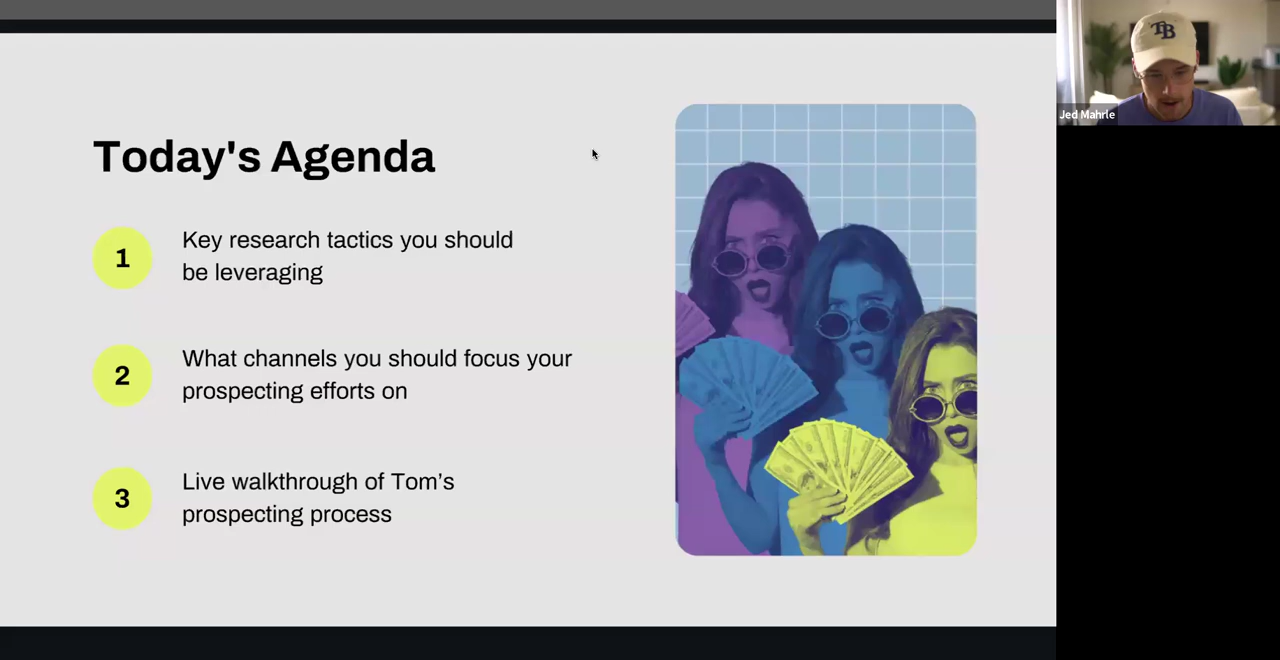 Today's Agenda
1
Key research tactics you should
be leveraging
2
What channels you should focus your
prospecting efforts on
3
Live walkthrough of Tom’s
prospecting process
TB
Jed Mahrle